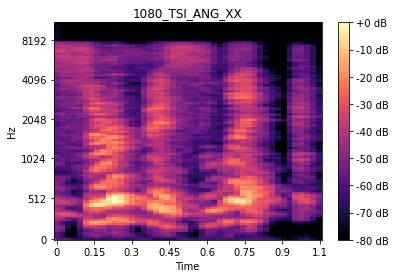 1080_TSI_ANG_XX
Hz
8192
4096
2048
1024
512
0
0 0.15 0.3 0.45 0.6 0.75 0.9 1.1
Time
+0 dB
-10 dB
-20 dB
-30 dB
-40 dB
-50 dB
-60 dB
-70 dB
-80 dB